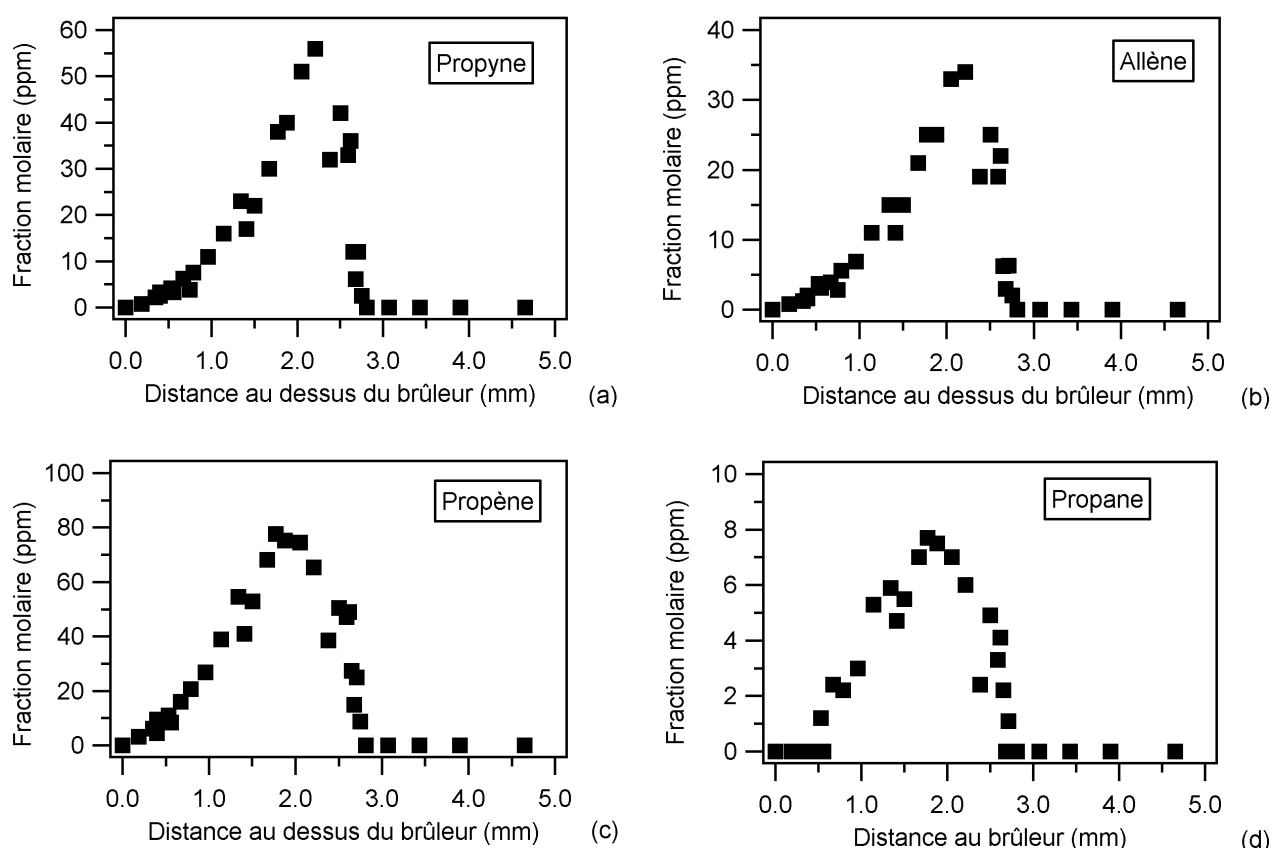 Fraction molaire (ppm)
60
50
40
30
20
10
0
Propyne
0.0 1.0 2.0 3.0 4.0 5.0
Distance au dessus du brûleur (mm)
(a)
Fraction molaire (ppm)
40
30
20
10
0
Allène
0.0 1.0 2.0 3.0 4.0 5.0
Distance au dessus du brûleur (mm)
(b)
Fraction molaire (ppm)
100
80
60
40
20
0
Propène
0.0 1.0 2.0 3.0 4.0 5.0
Distance au dessus du brûleur (mm)
(c)
Fraction molaire (ppm)
10
8
6
4
2
0
Propane
0.0 1.0 2.0 3.0 4.0 5.0
Distance au brûleur (mm)
(d)